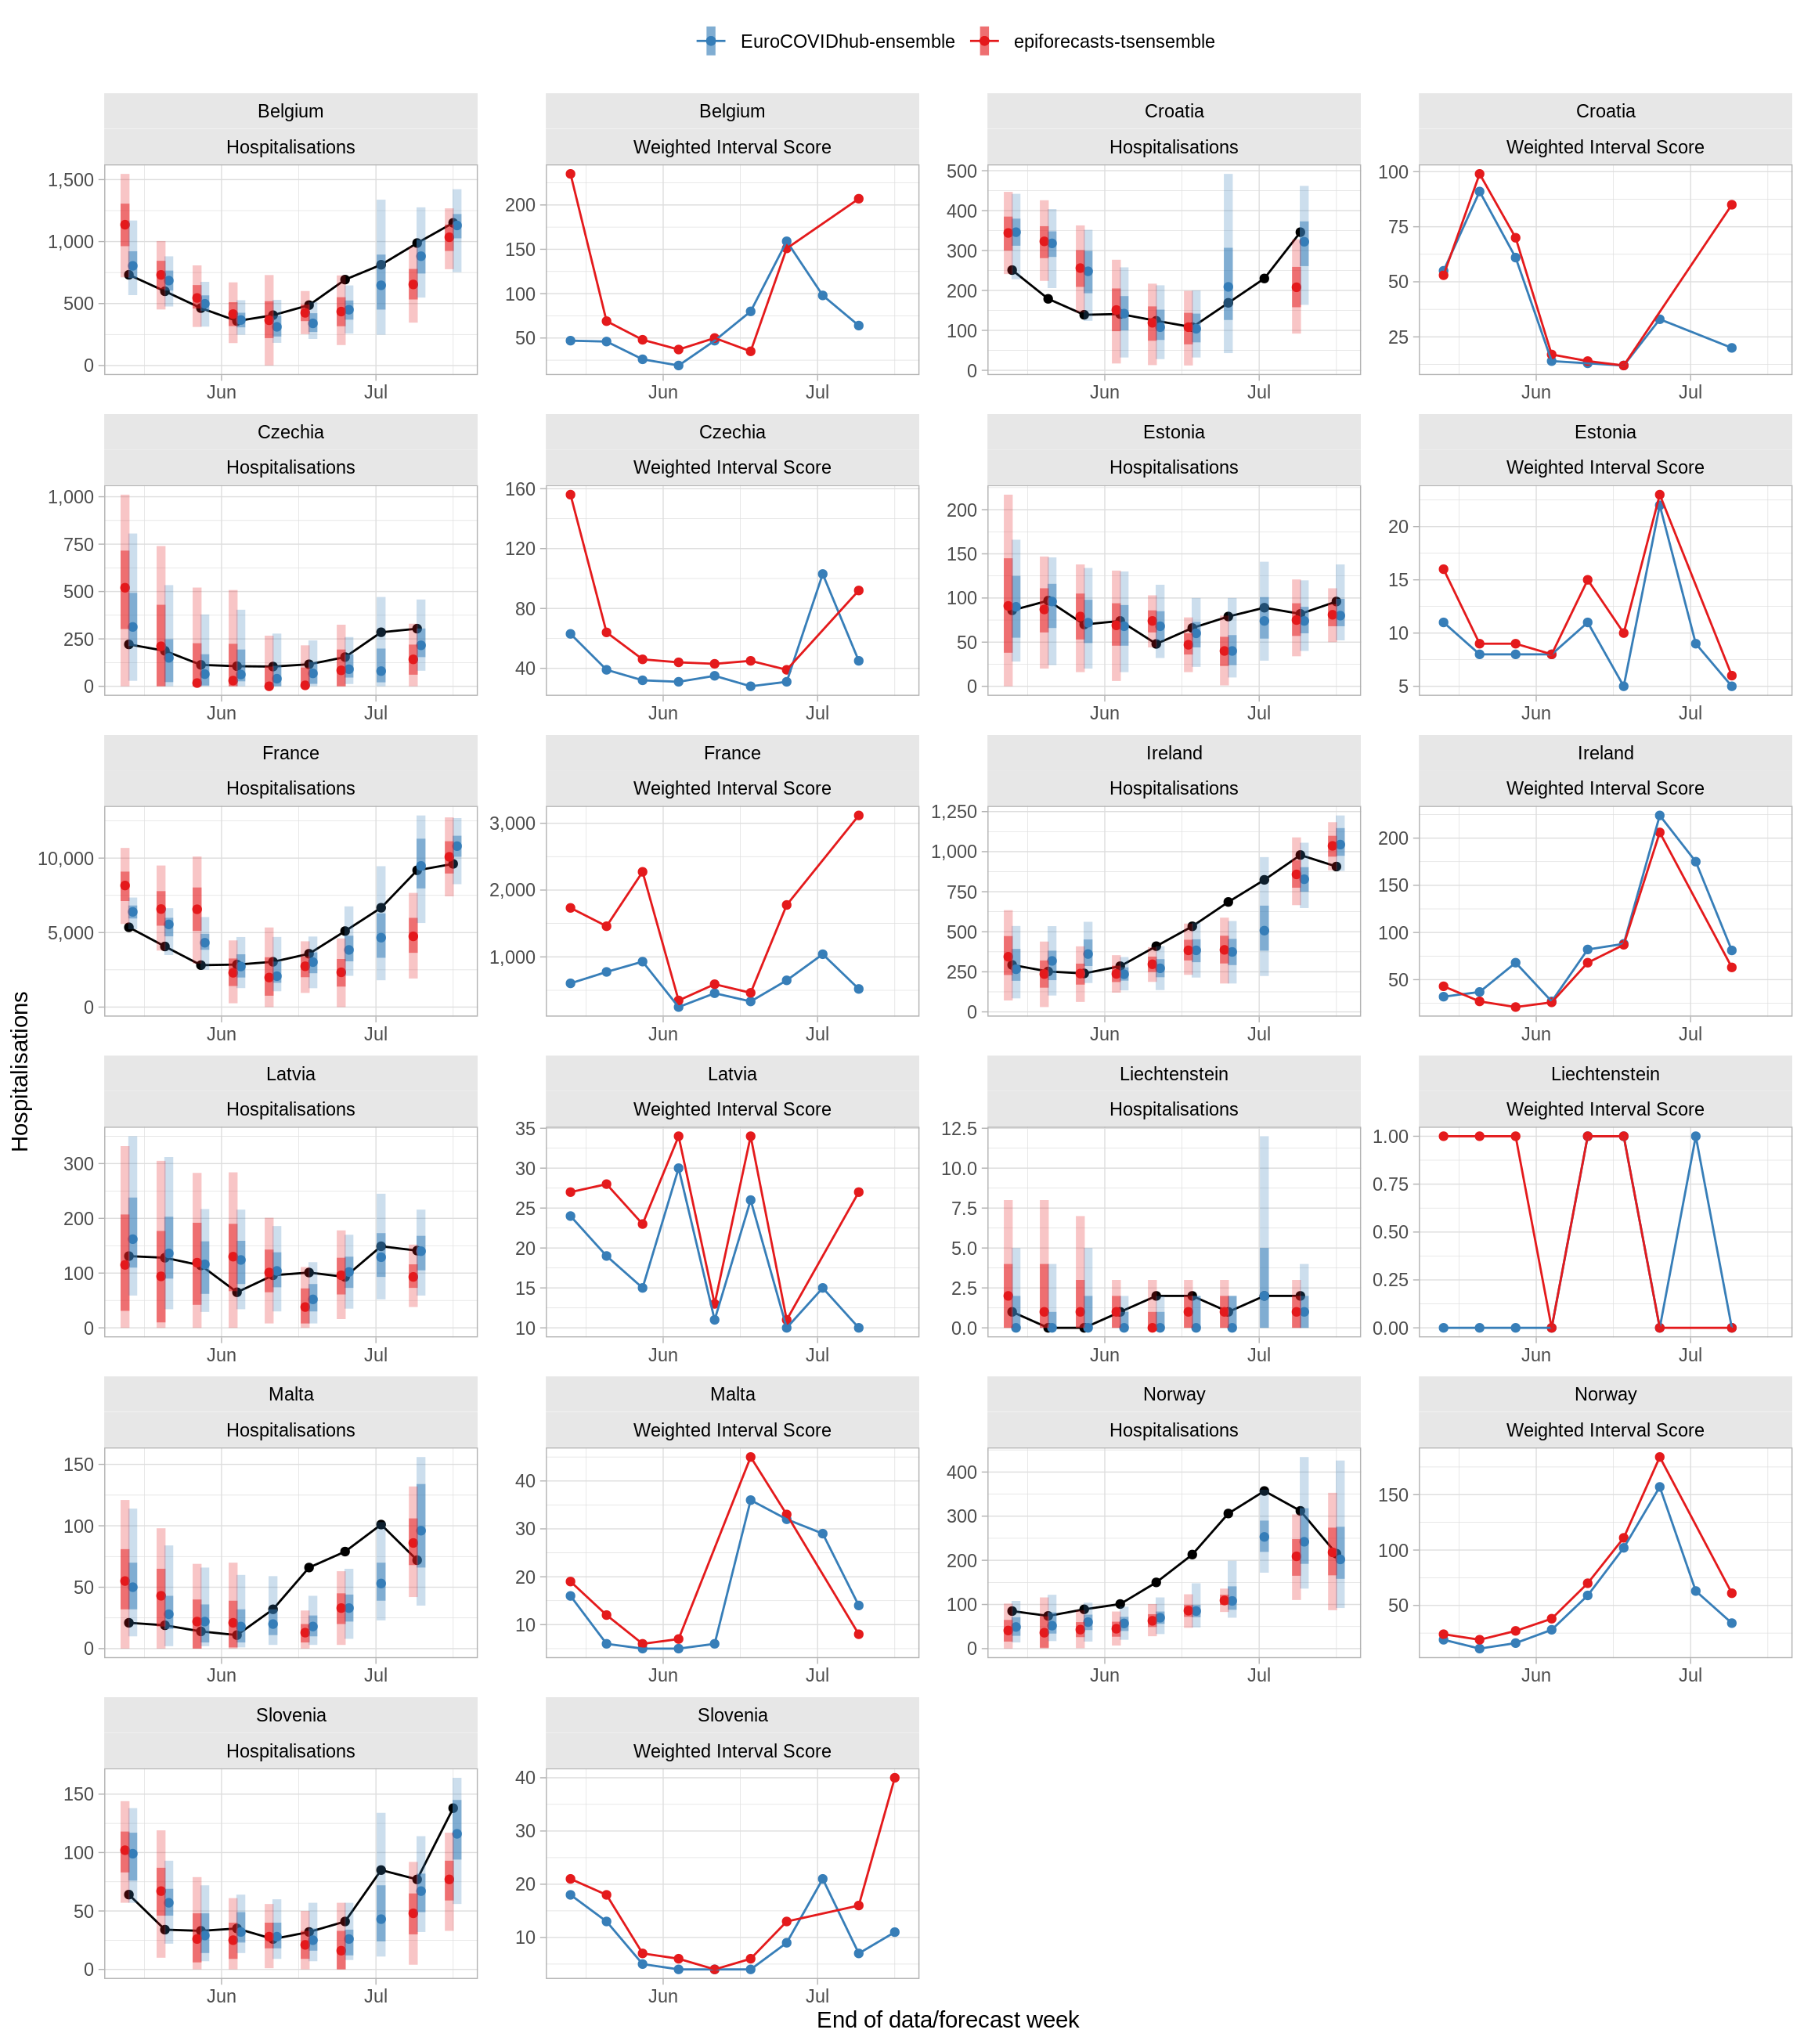 EuroCOVIDhub-ensemble epiforecasts-tsensemble
Belgium Belgium Croatia Croatia
Hospitalisations Weighted Interval Score Hospitalisations Weighted Interval Score
1,500 200 500 100
1,000 150 400 75
500 100 300 50
0 50 200 25
100
0
Jun Jul Jun Jul Jun Jul Jun Jul
Czechia Czechia Estonia Estonia
Hospitalisations Weighted Interval Score Hospitalisations Weighted Interval Score
1,000 160 200 20
750 120 150 15
500 80 100 10
250 40 50 5
0 0
Jun Jul Jun Jul Jun Jul Jun Jul
France France Ireland Ireland
Hospitalisations Weighted Interval Score Hospitalisations Weighted Interval Score
10,000 3,000 1,250 200
5,000 2,000 1,000 150
0 1,000 750 100
500 50
250
0
Jun Jul Jun Jul Jun Jul Jun Jul
Hospitalisations
Latvia Latvia Liechtenstein Liechtenstein
Hospitalisations Weighted Interval Score Hospitalisations Weighted Interval Score
300 35 12.5 1.00
200 30 10.0 0.75
100 25 7.5 0.50
0 20 5.0 0.25
15 2.5 0.00
10 0.0
Jun Jul Jun Jul Jun Jul Jun Jul
Malta Malta Norway Norway
Hospitalisations Weighted Interval Score Hospitalisations Weighted Interval Score
150 40 400 150
100 30 300 100
50 20 200 50
0 10 100
0
Jun Jul Jun Jul Jun Jul Jun Jul
Slovenia Slovenia
Hospitalisations Weighted Interval Score
150 40
100 30
50 20
0 10
Jun Jul Jun Jul
End of data/forecast week